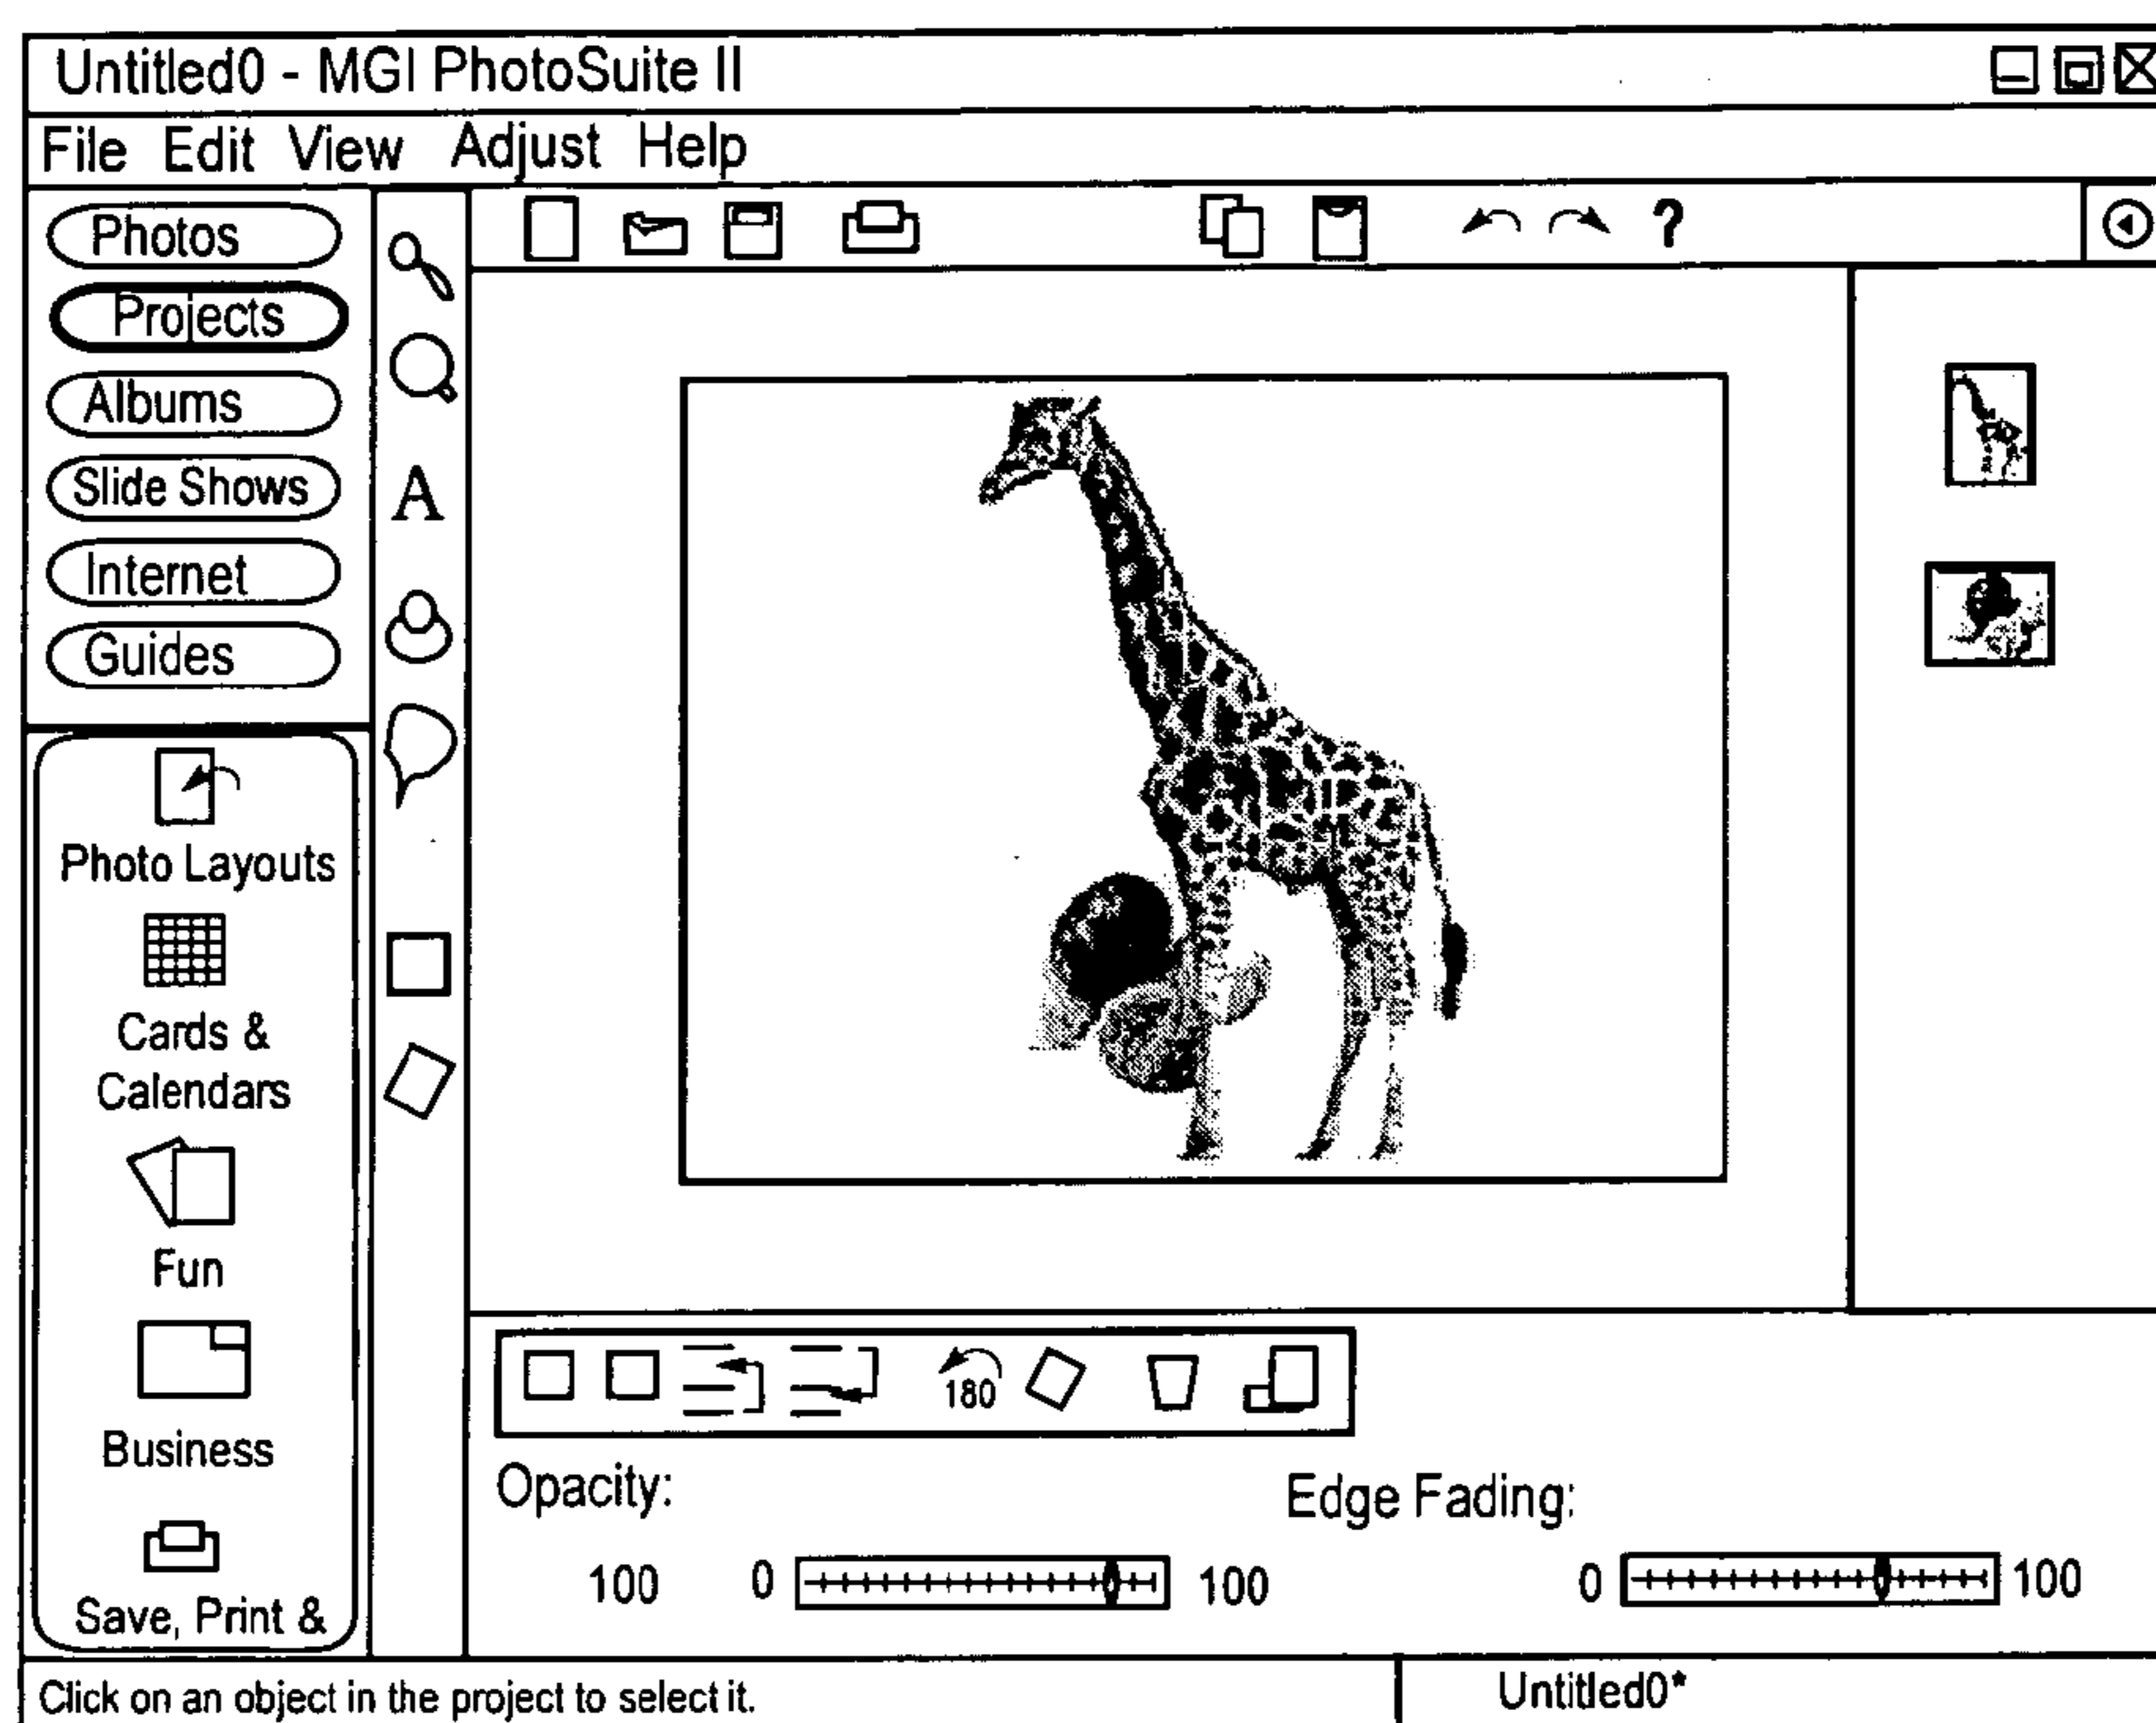 Untitled0 - MGI PhotoSuite II
File Edit View Adjust Help
Photos
Projects
Albums
Slide Shows
Internet
Guides
A
?
Photo Layouts
Cards &
Calendars
Fun
Business
Save, Print &
180
Opacity:
Edge Fading:
100 0 100
0 100
Click on an object in the project to select it.
Untitled0*